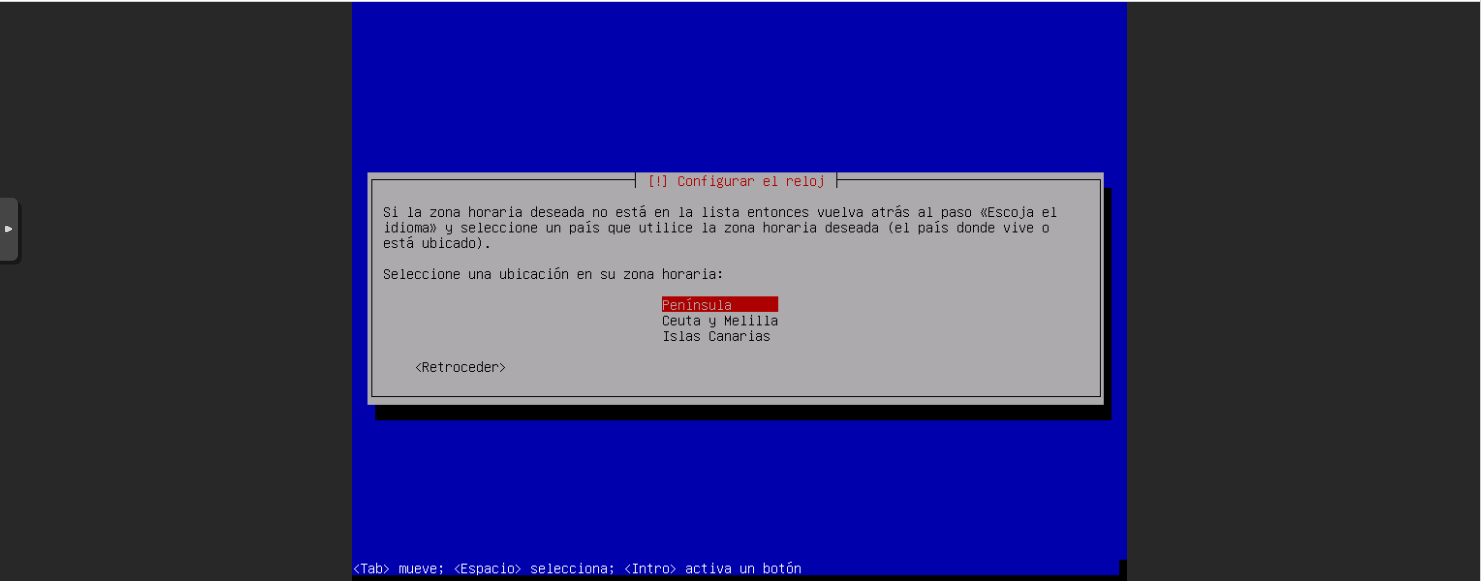 [!] Configurar el reloj
Si la zona horaria deseada no está en la lista entonces vuelva atrás al paso «Escoja el
idioma» y seleccione un país que utilice la zona horaria deseada (el país donde vive o
está ubicado).
Seleccione una ubicación en su zona horaria:
Península
Ceuta y Melilla
Islas Canarias
<Retroceder>
<Tab> mueve; <Espacio> selecciona; <Intro> activa un botón